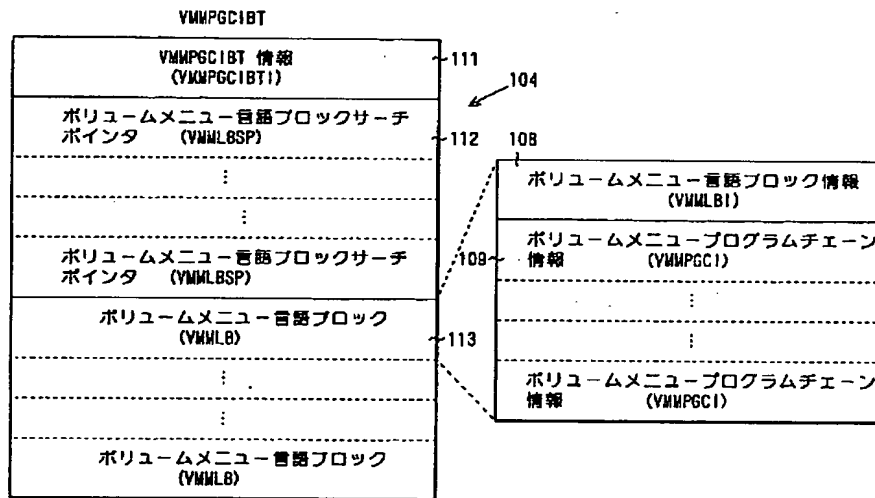 VMMPGCIBT
VMMPGCIBT 情報
(VMMPGCIBTI)
111
104
ボリュームメニュー言語ブロックサーチ
ポインタ (VMMLBSP)
112
ボリュームメニュー言語ブロックサーチ
ポインタ (VMMLBSP)
ボリュームメニュー言語ブロック
(VMMLB)
113
ボリュームメニュー言語ブロック
(VMMLB)
108
ボリュームメニュー言語ブロック情報
(VMMLBI)
109
ボリュームメニュープログラムチェーン
情報 (VMMPGCI)
ボリュームメニュープログラムチェーン
情報 (VMMPGCI)